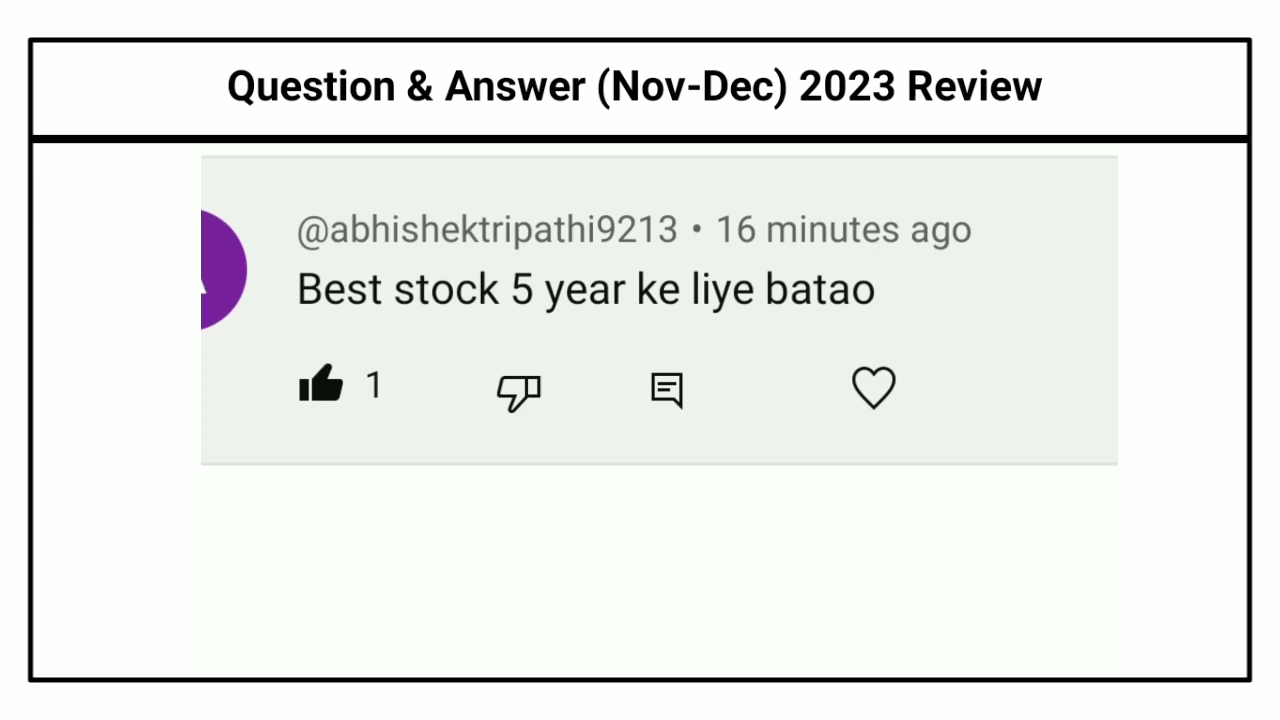 Question & Answer (Nov-Dec) 2023 Review
@abhishektripathi9213 • 16 minutes ago
Best stock 5 year ke liye batao
1